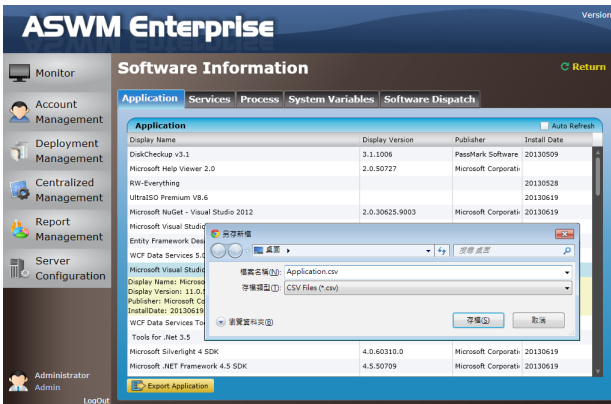 ASWM Enterprise
Version
Monitor
Account
Management
Deployment
Management
Centralized
Management
Report
Management
Server
Configuration
Administrator
Admin
LogOut
Software Information
Return
Application Services Process System Variables Software Dispatch
Application
Auto Refresh
Display Name Display Version Publisher Install Date
DiskCheckup v3.1 3.1.1006 PassMark Software 20130509
Microsoft Help Viewer 2.0 2.0.50727 Microsoft Corporati
RW-Everything 20130528
UltraISO Premium V8.6 20130619
Microsoft NuGet - Visual Studio 2012 2.0.30625.9003 Microsoft Corporati 20130619
Microsoft Visual Studio
Entity Framework Des
WCF Data Services 5.0
Microsoft Visual Studio
Display Name: Microso
Display Version: 11.0.
Publisher: Microsoft Co
InstallDate: 20130619
WCF Data Services To
Tools for .Net 3.5
Microsoft Silverlight 4 SDK 4.0.60310.0 Microsoft Corporati 20130619
Microsoft .NET Framework 4.5 SDK 4.5.50709 Microsoft Corporati 20130619
Export Application
另存新檔
桌面
搜尋 桌面
檔案名稱(N): Application.csv
存檔類型(T): CSV Files (*.csv)
瀏覽資料夾(B)
存檔(S)
取消